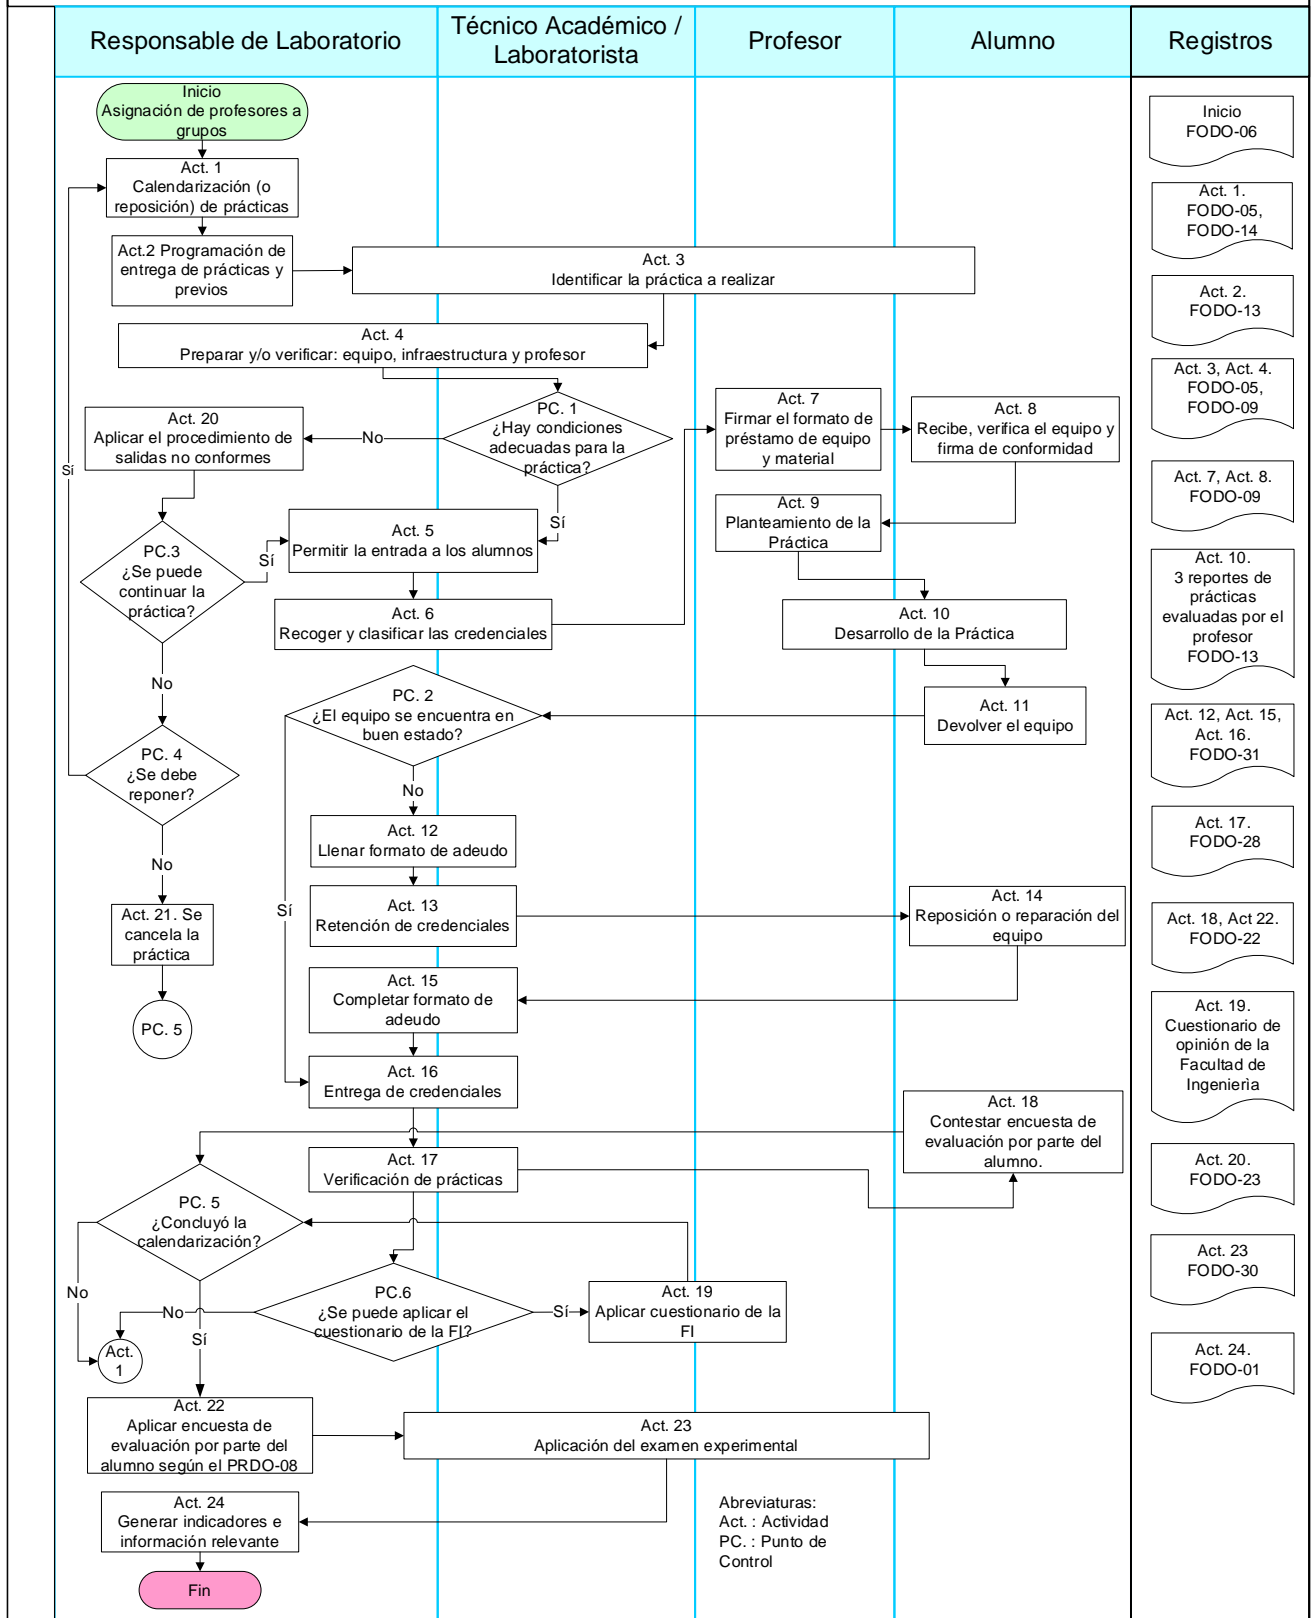 Responsable de Laboratorio
Técnico Académico /
Laboratorista
Profesor
Alumno
Registros
Inicio
Asignación de profesores a
grupos
Act. 1
Calendarización (o
reposición) de prácticas
Act.2 Programación de
entrega de prácticas y
previos
Act. 3
Identificar la práctica a realizar
Act. 4
Preparar y/o verificar: equipo, infraestructura y profesor
PC. 1
¿Hay condiciones
adecuadas para la
práctica?
No
Sí
Act. 20
Aplicar el procedimiento de
salidas no conformes
Sí
Act. 7
Firmar el formato de
préstamo de equipo
y material
Act. 8
Recibe, verifica el equipo y
firma de conformidad
Act. 9
Planteamiento de la
Práctica
Act. 5
Permitir la entrada a los alumnos
PC.3
¿Se puede
continuar la
práctica?
Sí
No
Act. 6
Recoger y clasificar las credenciales
Act. 10
Desarrollo de la Práctica
Act. 11
Devolver el equipo
PC. 2
¿El equipo se encuentra en
buen estado?
No
Sí
PC. 4
¿Se debe
reponer?
No
Act. 12
Llenar formato de adeudo
Act. 13
Retención de credenciales
Act. 14
Reposición o reparación del
equipo
Act. 21. Se
cancela la
práctica
PC. 5
Act. 15
Completar formato de
adeudo
Act. 16
Entrega de credenciales
Act. 18
Contestar encuesta de
evaluación por parte del
alumno.
Act. 17
Verificación de prácticas
PC. 5
¿Concluyó la
calendarización?
No
Sí
PC.6
¿Se puede aplicar el
cuestionario de la FI?
No
Sí
Act. 19
Aplicar cuestionario de la
FI
Act.
1
Act. 22
Aplicar encuesta de
evaluación por parte del
alumno según el PRDO-08
Act. 23
Aplicación del examen experimental
Act. 24
Generar indicadores e
información relevante
Fin
Abreviaturas:
Act. : Actividad
PC. : Punto de
Control
Inicio
FODO-06
Act. 1.
FODO-05,
FODO-14
Act. 2.
FODO-13
Act. 3, Act. 4.
FODO-05,
FODO-09
Act. 7, Act. 8.
FODO-09
Act. 10.
3 reportes de
prácticas
evaluadas por el
profesor
FODO-13
Act. 12, Act. 15,
Act. 16.
FODO-31
Act. 17.
FODO-28
Act. 18, Act 22.
FODO-22
Act. 19.
Cuestionario de
opinión de la
Facultad de
Ingenierìa
Act. 20.
FODO-23
Act. 23
FODO-30
Act. 24.
FODO-01